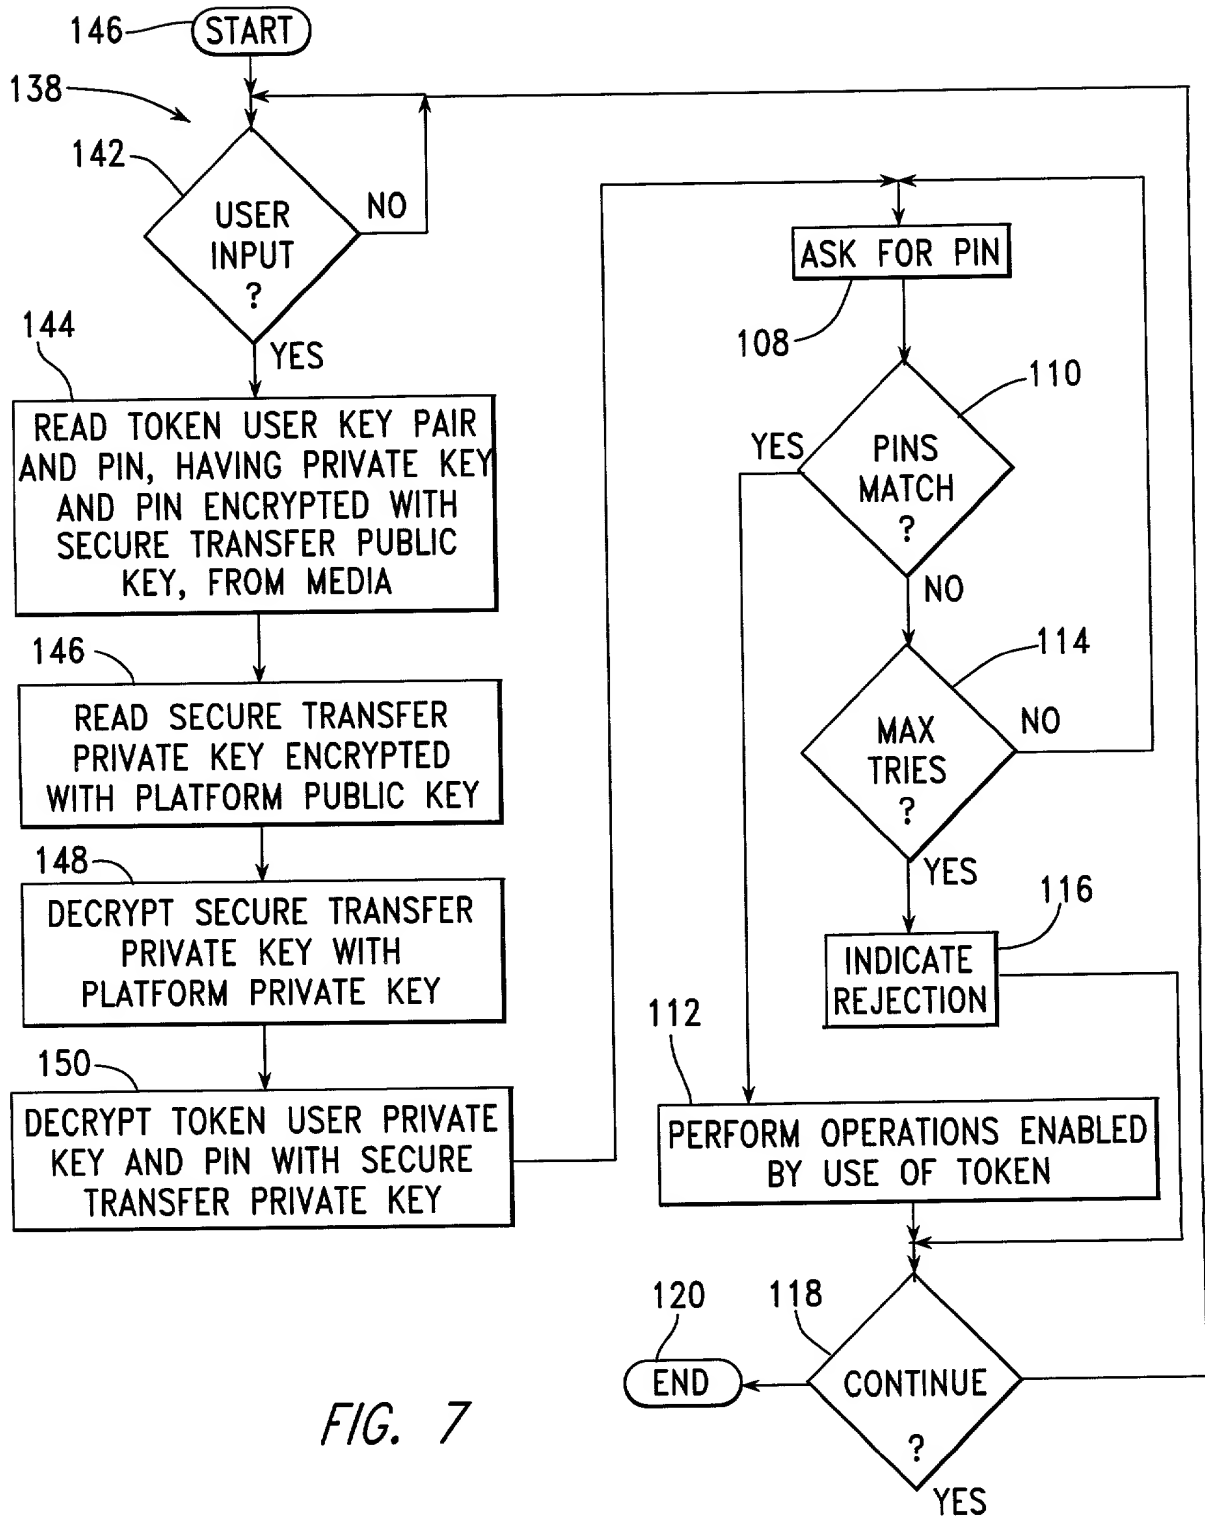 146
START
138
142
USER
INPUT
?
NO
YES
144
READ TOKEN USER KEY PAIR
AND PIN, HAVING PRIVATE KEY
AND PIN ENCRYPTED WITH
SECURE TRANSFER PUBLIC
KEY, FROM MEDIA
146
READ SECURE TRANSFER
PRIVATE KEY ENCRYPTED
WITH PLATFORM PUBLIC KEY
148
DECRYPT SECURE TRANSFER
PRIVATE KEY WITH
PLATFORM PRIVATE KEY
150
DECRYPT TOKEN USER PRIVATE
KEY AND PIN WITH SECURE
TRANSFER PRIVATE KEY
ASK FOR PIN
108
110
YES
PINS
MATCH
?
NO
114
MAX
TRIES
?
NO
YES
116
INDICATE
REJECTION
112
PERFORM OPERATIONS ENABLED
BY USE OF TOKEN
120
END
118
CONTINUE
?
YES
FIG. 7